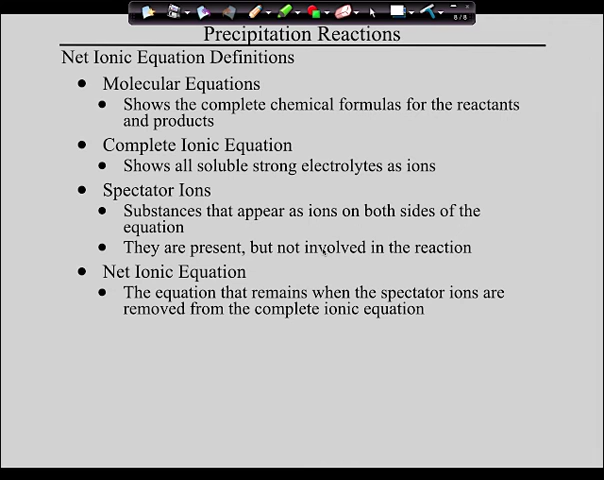 8/8
Precipitation Reactions
Net Ionic Equation Definitions
Molecular Equations
Shows the complete chemical formulas for the reactants
and products
Complete Ionic Equation
Shows all soluble strong electrolytes as ions
Spectator Ions
Substances that appear as ions on both sides of the
equation
They are present, but not involved in the reaction
Net Ionic Equation
The equation that remains when the spectator ions are
removed from the complete ionic equation